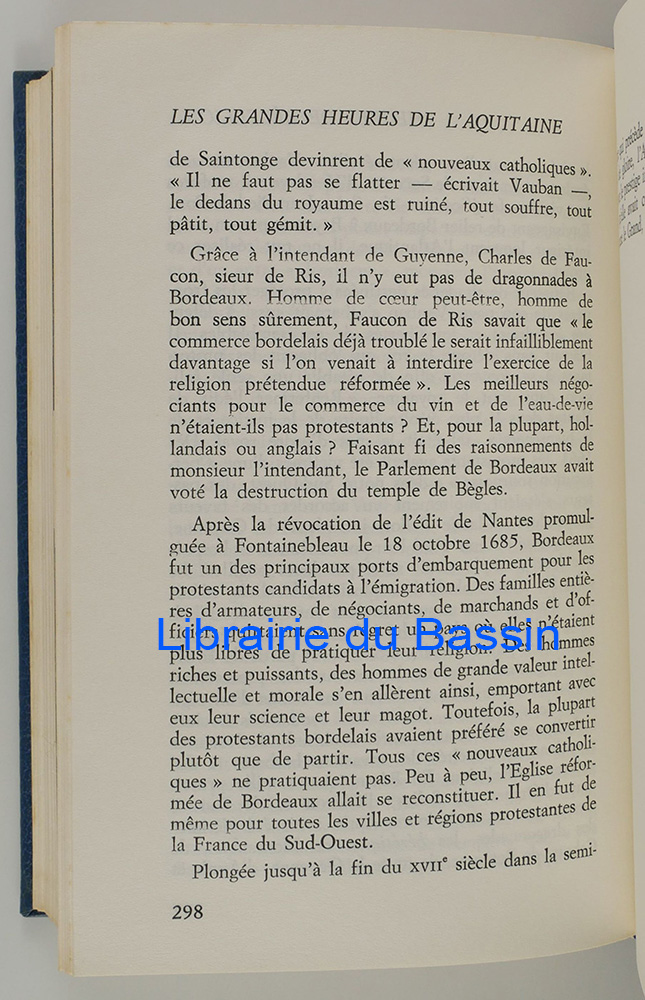 LES GRANDES HEURES DE L'AQUITAINE
de Saintonge devinrent de « nouveaux catholiques ».
« Il ne faut pas se flatter — écrivait Vauban —,
le dedans du royaume est ruiné, tout souffre, tout
pâtit, tout gémit. »
Grâce à l'intendant de Guyenne, Charles de Fau-
con, sieur de Ris, il n'y eut pas de dragonnades à
Bordeaux. Homme de cœur peut-être, homme de
bon sens sûrement, Faucon de Ris savait que « le
commerce bordelais déjà troublé le serait infailliblement
davantage si l'on venait à interdire l'exercice de la
religion prétendue réformée ». Les meilleurs négo-
ciants pour le commerce du vin et de l'eau-de-vie
n'étaient-ils pas protestants ? Et, pour la plupart, hol-
landais ou anglais ? Faisant fi des raisonnements de
monsieur l'intendant, le Parlement de Bordeaux avait
voté la destruction du temple de Bègles.
Après la révocation de l'édit de Nantes promul-
guée à Fontainebleau le 18 octobre 1685, Bordeaux
fut un des principaux ports d'embarquement pour les
protestants candidats à l'émigration. Des familles entiè-
res d'armateurs, de négociants, de marchands et d'of-
ficiers quittaient sans regret un pays où elles n'étaient
Librairie du Bassin
plus libres de pratiquer leur religion. Des hommes
riches et puissants, des hommes de grande valeur intel-
lectuelle et morale s'en allèrent ainsi, emportant avec
eux leur science et leur magot. Toutefois, la plupart
des protestants bordelais avaient préféré se convertir
plutôt que de partir. Tous ces « nouveaux catholi-
ques » ne pratiquaient pas. Peu à peu, l'Eglise réfor-
mée de Bordeaux allait se reconstituer. Il en fut de
même pour toutes les villes et régions protestantes de
la France du Sud-Ouest.
Plongée jusqu'à la fin du XVIIe siècle dans la semi-
298